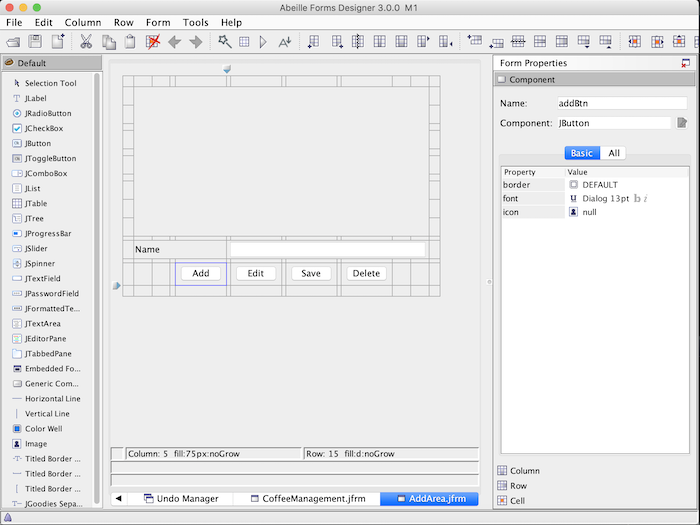 Abeille Forms Designer 3.0.0 M1
File Edit Column Row Form Tools Help
Default
Selection Tool
JLabel
JRadioButton
JCheckBox
JButton
JToggleButton
JComboBox
JList
JTable
JTree
JProgressBar
JSlider
JSpinner
JTextField
JPasswordField
JFormattedTe...
JTextArea
JEditorPane
JTabbedPane
Embedded Fo...
Generic Com...
Horizontal Line
Vertical Line
Color Well
Image
Titled Border ...
Titled Border ...
Titled Border ...
JGoodies Sepa...
Name
Add Edit Save Delete
Column: 5 fill:75px:noGrow Row: 15 fill:d:noGrow
Undo Manager CoffeeManagement.jfrm AddArea.jfrm
Form Properties
Component
Name: addBtn
Component: JButton
Basic All
Property Value
border DEFAULT
font U Dialog 13pt b i
icon null
Column
Row
Cell